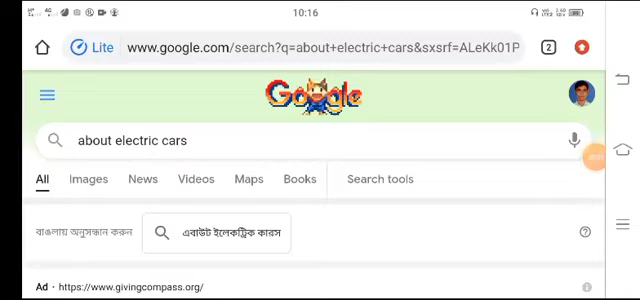 10:16
Lite www.google.com/search?q=about+electric+cars&sxsrf=ALeKk01P 2
Google
about electric cars
All Images News Videos Maps Books Search tools
বাঙলায় অনুসন্ধান করুন এবাউট ইলেকট্রিক কারস
Ad · https://www.givingcompass.org/